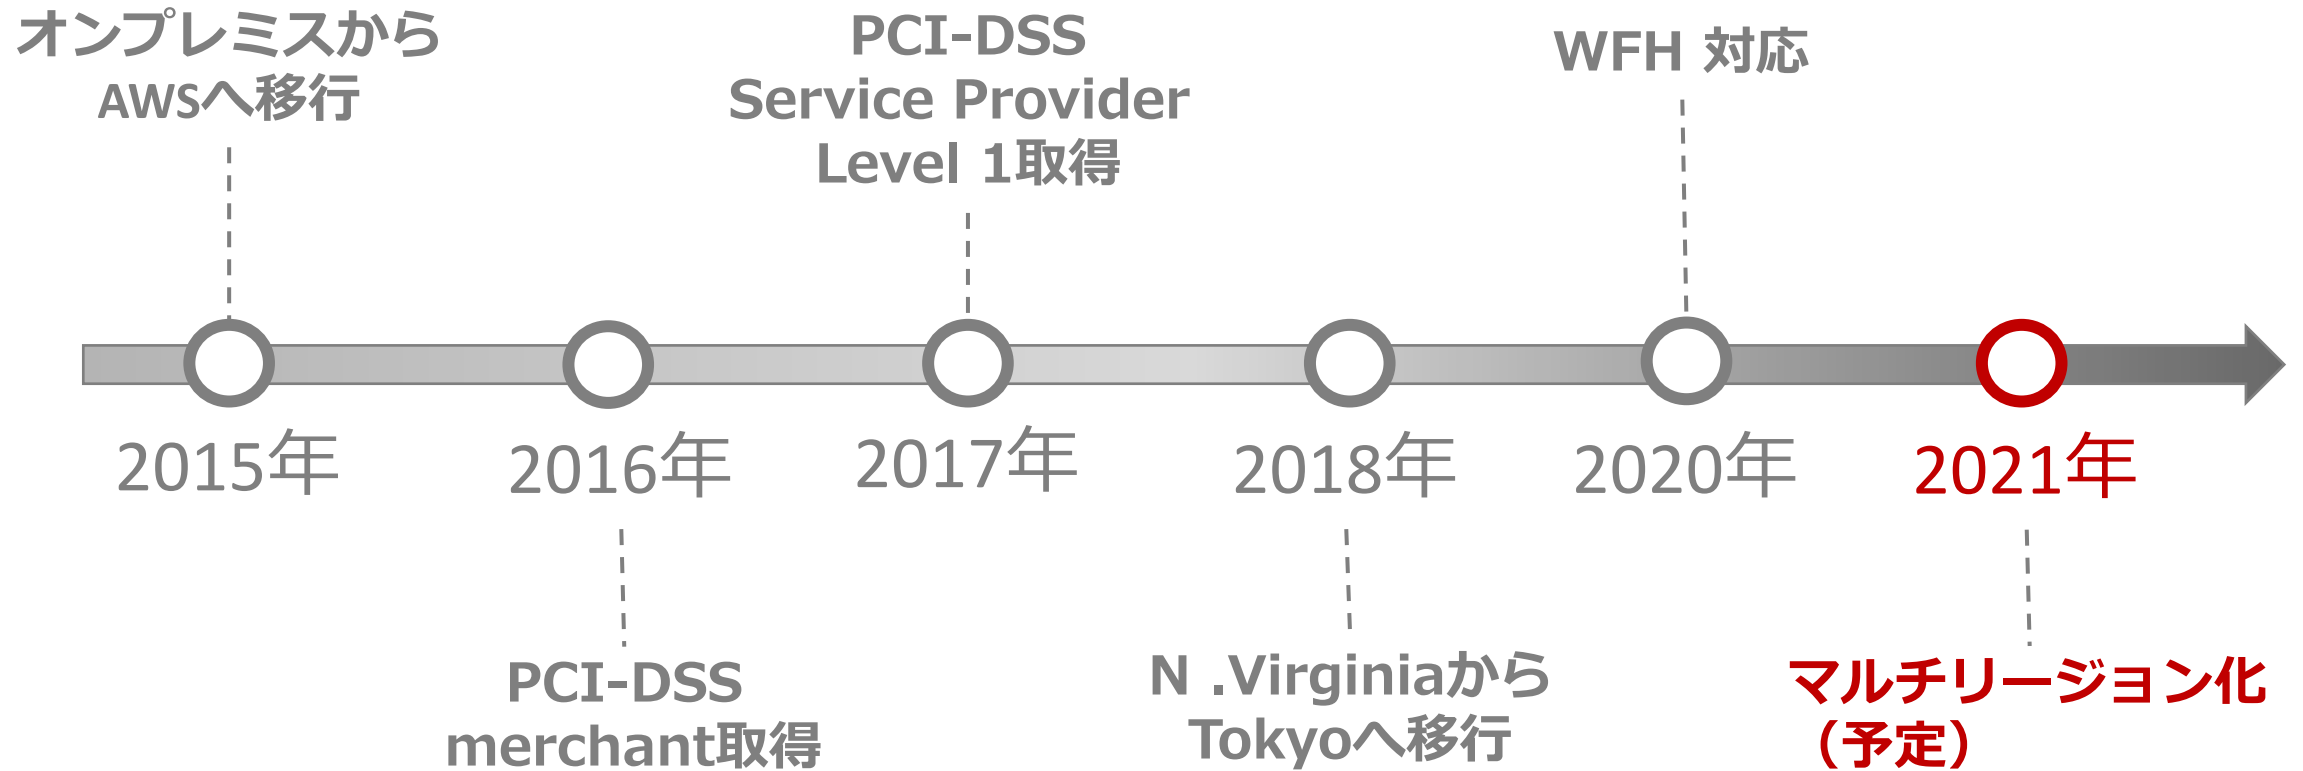 オンプレミスから
AWSへ移行
PCI-DSS
Service Provider
Level 1取得
WFH 対応
2015年
2016年
2017年
2018年
2020年
2021年
PCI-DSS
merchant取得
N .Virginiaから
Tokyoへ移行
マルチリージョン化
（予定）